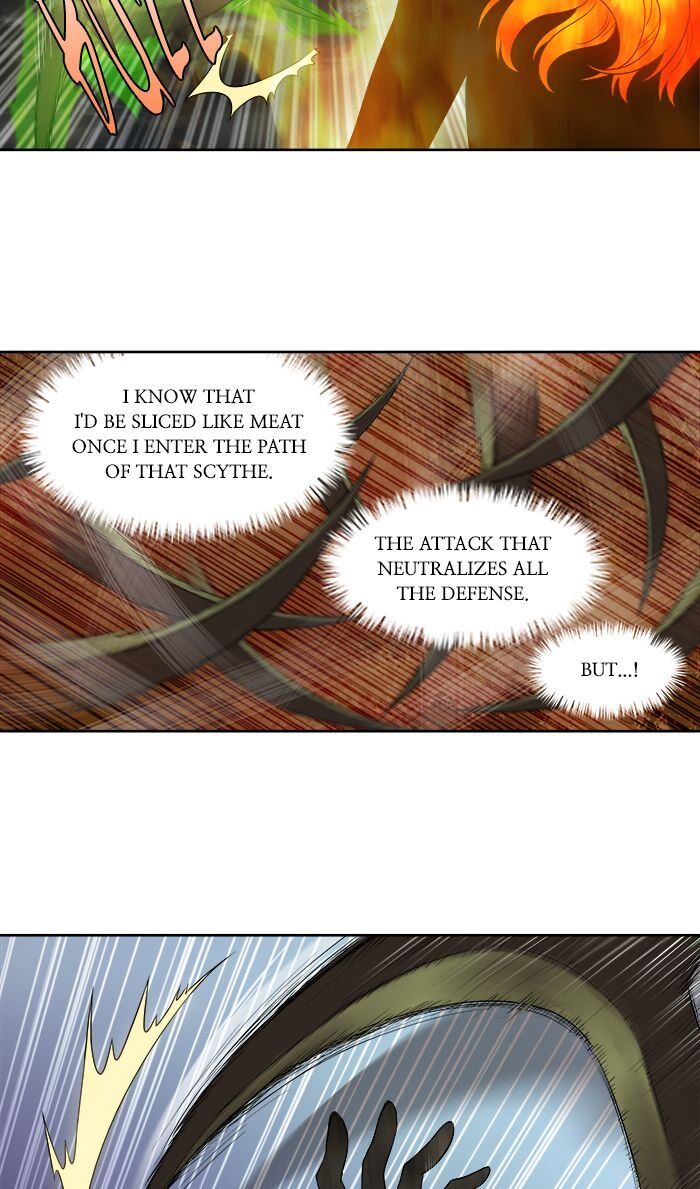 I KNOW THAT
I'D BE SLICED LIKE MEAT
ONCE I ENTER THE PATH
OF THAT SCYTHE.
THE ATTACK THAT
NEUTRALIZES ALL
THE DEFENSE.
BUT...!